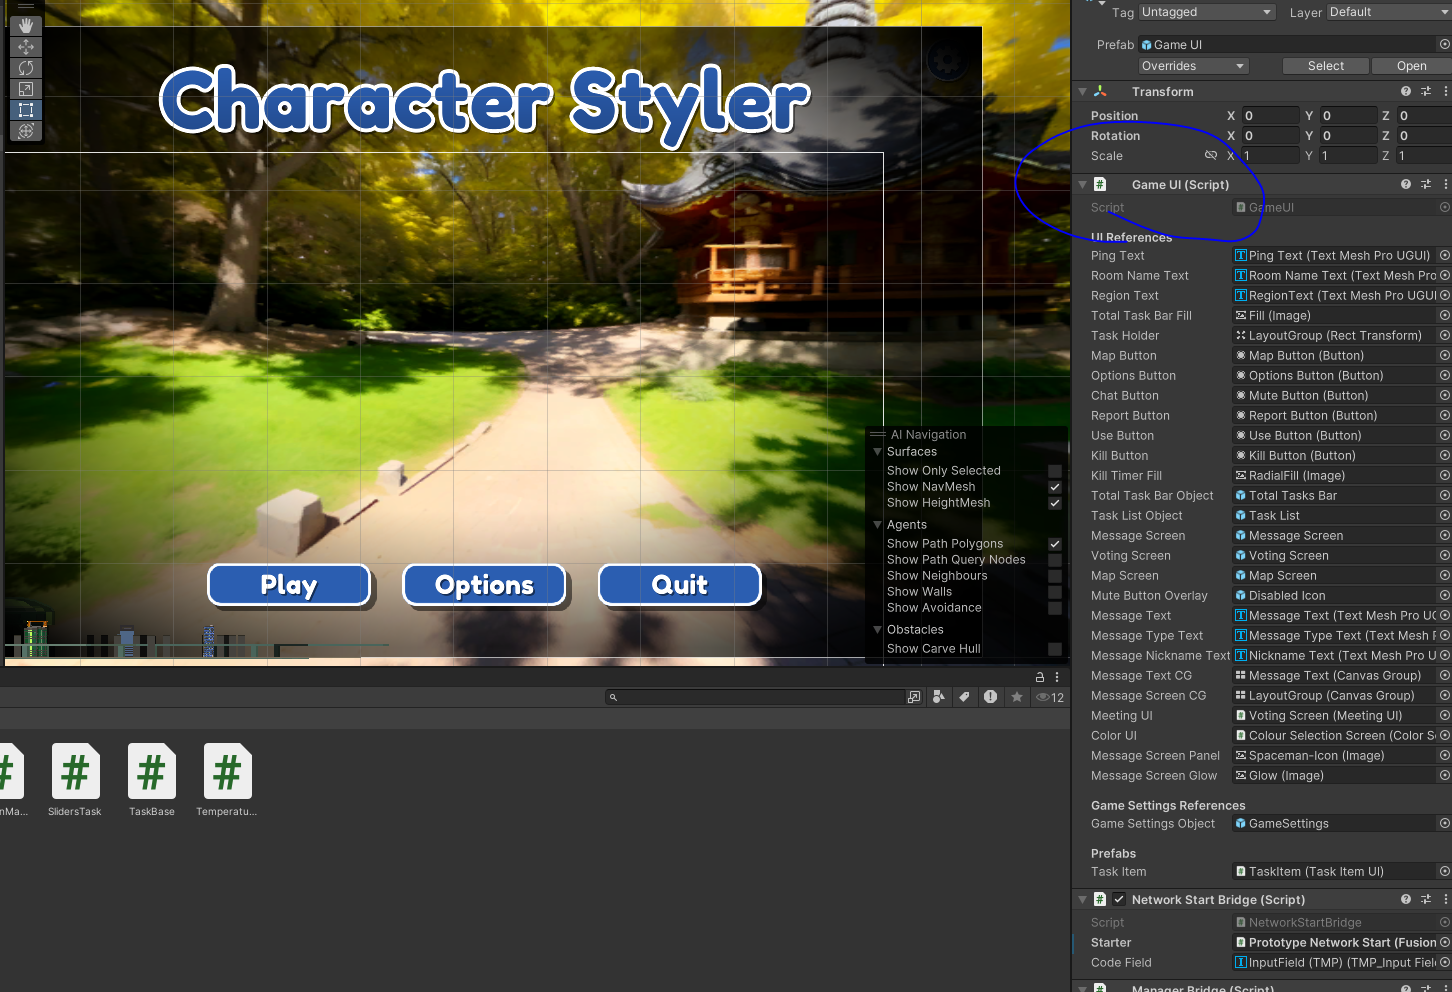 Tag Untagged Layer Default
Prefab Game UI
Overrides Select Open
Transform
Position X 0 Y 0 Z 0
Rotation X 0 Y 0 Z 0
Scale X 1 Y 1 Z 1
Game UI (Script)
Script GameUI
UI References
Ping Text Ping Text (Text Mesh Pro UGUI)
Room Name Text Room Name Text (Text Mesh Pro
Region Text RegionText (Text Mesh Pro UGUI
Total Task Bar Fill Fill (Image)
Task Holder LayoutGroup (Rect Transform)
Map Button Map Button (Button)
Options Button Options Button (Button)
Chat Button Mute Button (Button)
Report Button Report Button (Button)
Use Button Use Button (Button)
Kill Button Kill Button (Button)
Kill Timer Fill RadialFill (Image)
Total Task Bar Object Total Tasks Bar
Task List Object Task List
Message Screen Message Screen
Voting Screen Voting Screen
Map Screen Map Screen
Mute Button Overlay Disabled Icon
Message Text Message Text (Text Mesh Pro UG
Message Type Text Message Type Text (Text Mesh P
Message Nickname Text Nickname Text (Text Mesh Pro U
Message Text CG Message Text (Canvas Group)
Message Screen CG LayoutGroup (Canvas Group)
Meeting UI Voting Screen (Meeting UI)
Color UI Colour Selection Screen (Color S
Message Screen Panel Spaceman-Icon (Image)
Message Screen Glow Glow (Image)
Game Settings References
Game Settings Object GameSettings
Prefabs
Task Item TaskItem (Task Item UI)
Network Start Bridge (Script)
Script NetworkStartBridge
Starter Prototype Network Start (Fusion
Code Field InputField (TMP) (TMP_Input Fiel
Manager Bridge (Script)
Character Styler
Play Options Quit
AI Navigation
Surfaces
Show Only Selected
Show NavMesh
Show HeightMesh
Agents
Show Path Polygons
Show Path Query Nodes
Show Neighbours
Show Walls
Show Avoidance
Obstacles
Show Carve Hull
12
nMa... SlidersTask TaskBase Temperatu...